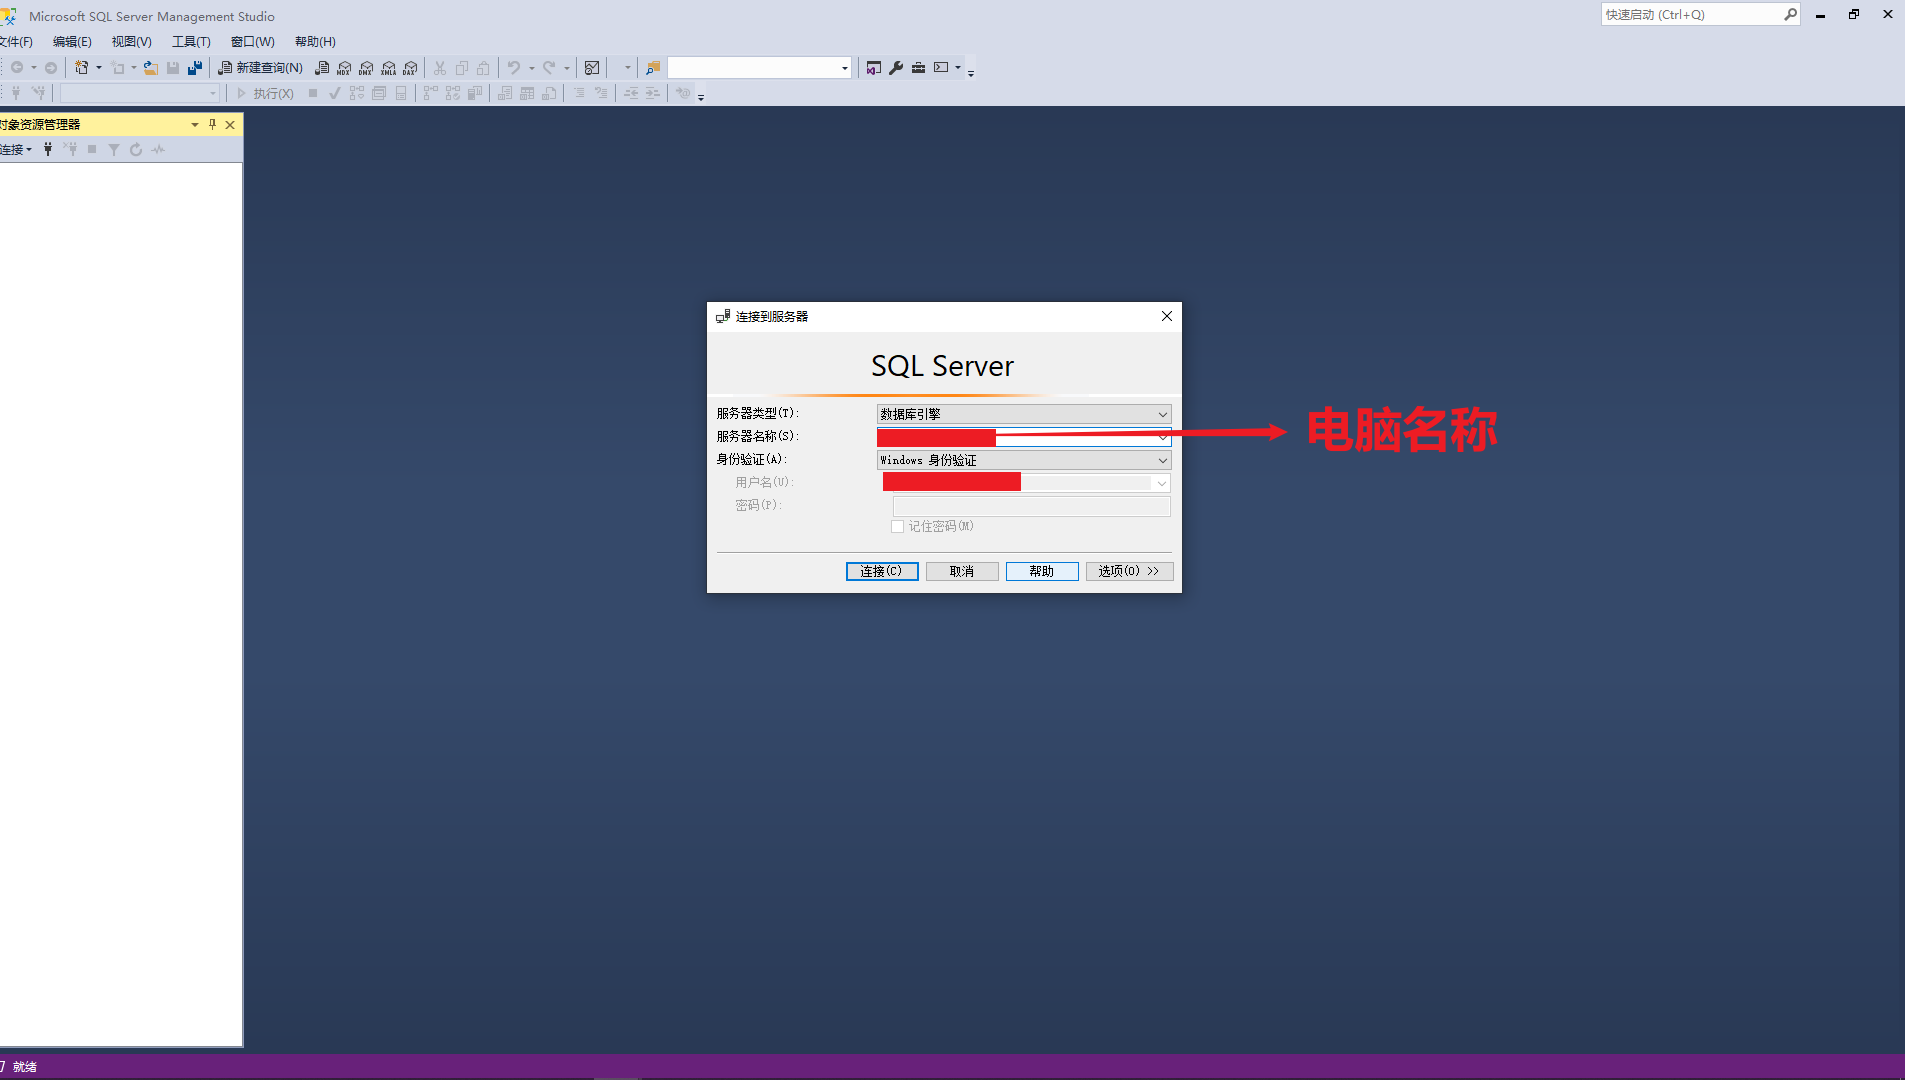 Microsoft SQL Server Management Studio
快速启动 (Ctrl+Q)
文件(F) 编辑(E) 视图(V) 工具(T) 窗口(W) 帮助(H)
新建查询(N) MDX DMX XMLA DAX
执行(X)
对象资源管理器
连接
连接到服务器
SQL Server
服务器类型(T): 数据库引擎
服务器名称(S):
电脑名称
身份验证(A): Windows 身份验证
用户名(U):
密码(P):
记住密码(M)
连接(C) 取消 帮助 选项(O) >>
就绪